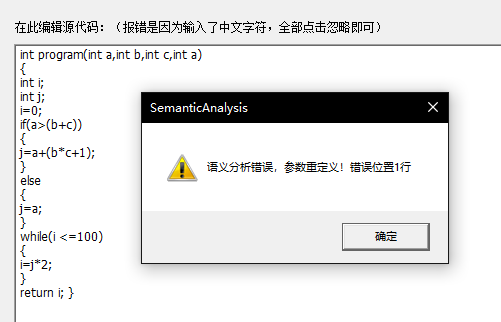 在此编辑源代码：（报错是因为输入了中文字符，全部点击忽略即可）
int program(int a,int b,int c,int a)
{
int i;
int j;
i=0;
if(a>(b+c))
{
j=a+(b*c+1);
}
else
{
j=a;
}
while(i <=100)
{
i=j*2;
}
return i; }
SemanticAnalysis
语义分析错误，参数重定义！错误位置1行
确定